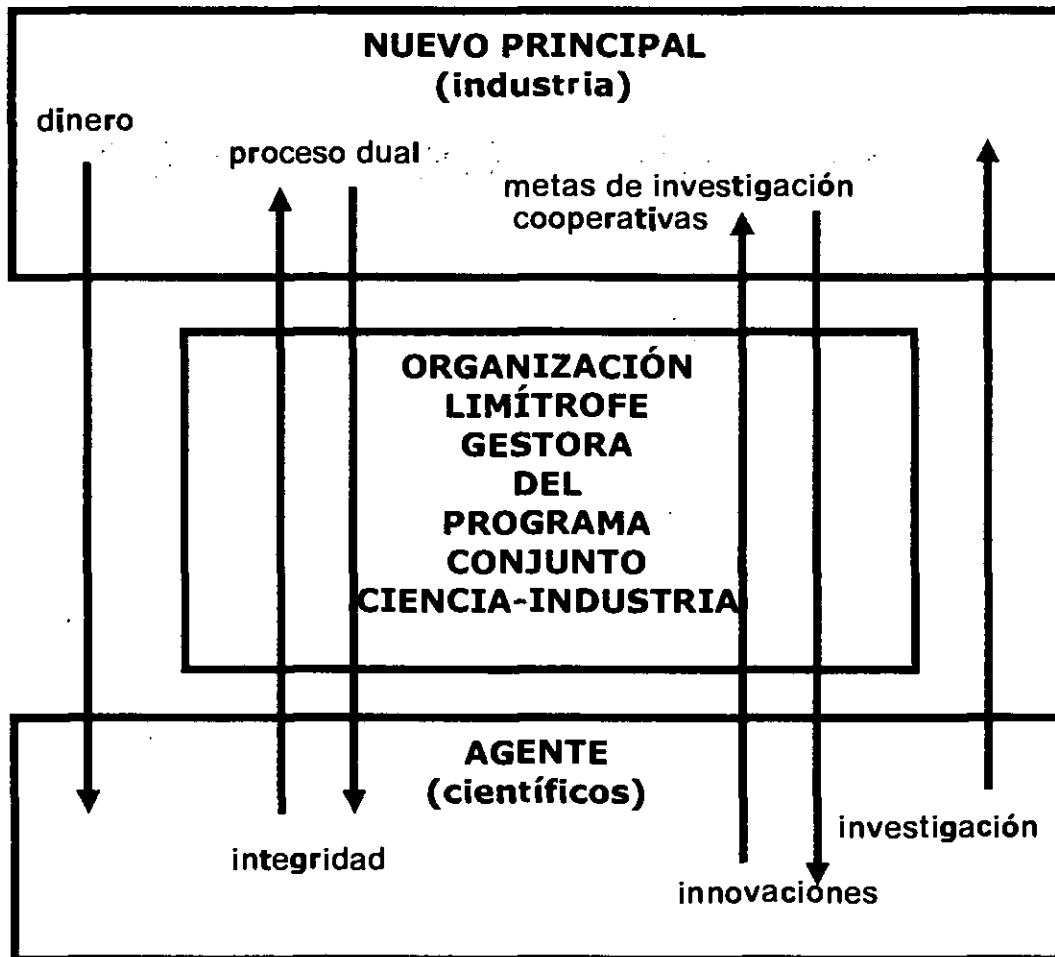 NUEVO PRINCIPAL
(industria)
dinero
proceso dual
metas de investigación
cooperativas
ORGANIZACIÓN
LIMÍTROFE
GESTORA
DEL
PROGRAMA
CONJUNTO
CIENCIA-INDUSTRIA
AGENTE
(científicos)
integridad
investigación
innovaciones